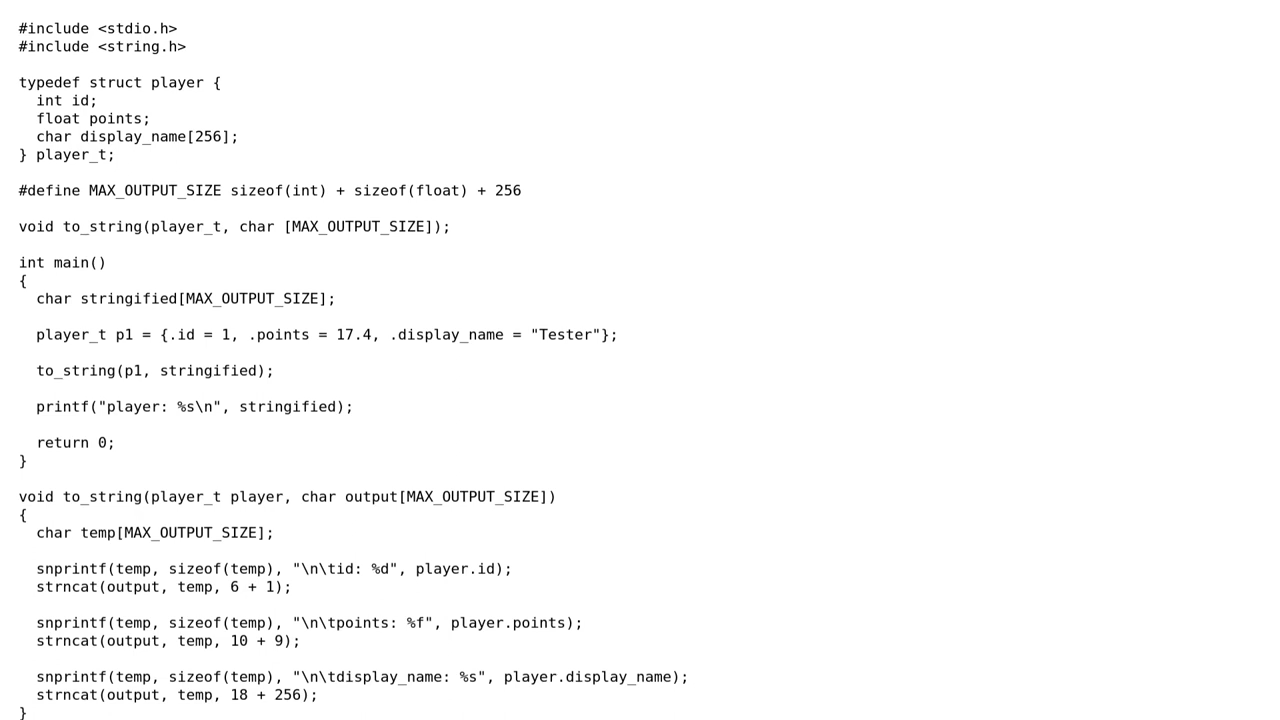 #include <stdio.h>
#include <string.h>
typedef struct player {
  int id;
  float points;
  char display_name[256];
} player_t;
#define MAX_OUTPUT_SIZE sizeof(int) + sizeof(float) + 256
void to_string(player_t, char [MAX_OUTPUT_SIZE]);
int main()
{
  char stringified[MAX_OUTPUT_SIZE];
  player_t p1 = {.id = 1, .points = 17.4, .display_name = "Tester"};
  to_string(p1, stringified);
  printf("player: %s\n", stringified);
  return 0;
}
void to_string(player_t player, char output[MAX_OUTPUT_SIZE])
{
  char temp[MAX_OUTPUT_SIZE];
  snprintf(temp, sizeof(temp), "\n\tid: %d", player.id);
  strncat(output, temp, 6 + 1);
  snprintf(temp, sizeof(temp), "\n\tpoints: %f", player.points);
  strncat(output, temp, 10 + 9);
  snprintf(temp, sizeof(temp), "\n\tdisplay_name: %s", player.display_name);
  strncat(output, temp, 18 + 256);
}